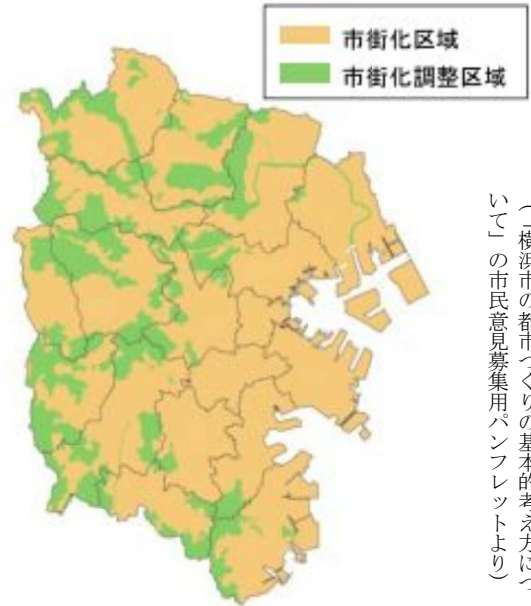 市街化区域
市街化調整区域
（「横浜市の都市づくりの基本的考え方につ
いて」の市民意見募集用パンフレットより）